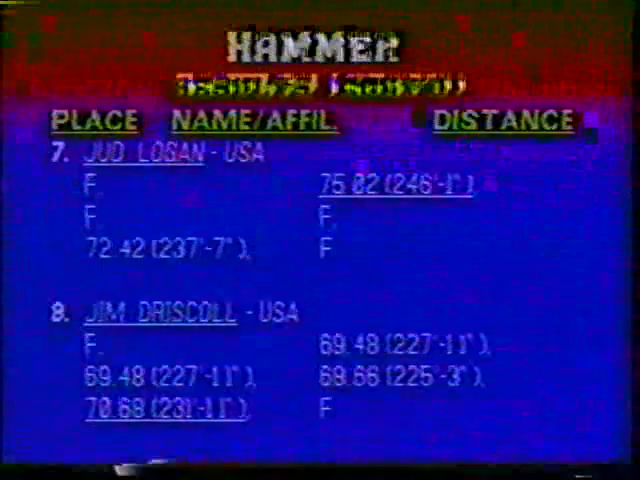 HAMMER
PLACE NAME/AFFIL. DISTANCE
7. JUD LOGAN - USA
F, 75.02 (246'-1"),
F, F,
72.42 (237'-7"), F
8. JIM DRISCOLL - USA
F, 69.48 (227'-11"),
69.48 (227'-11"), 68.66 (225'-3"),
70.68 (231'-11"), F